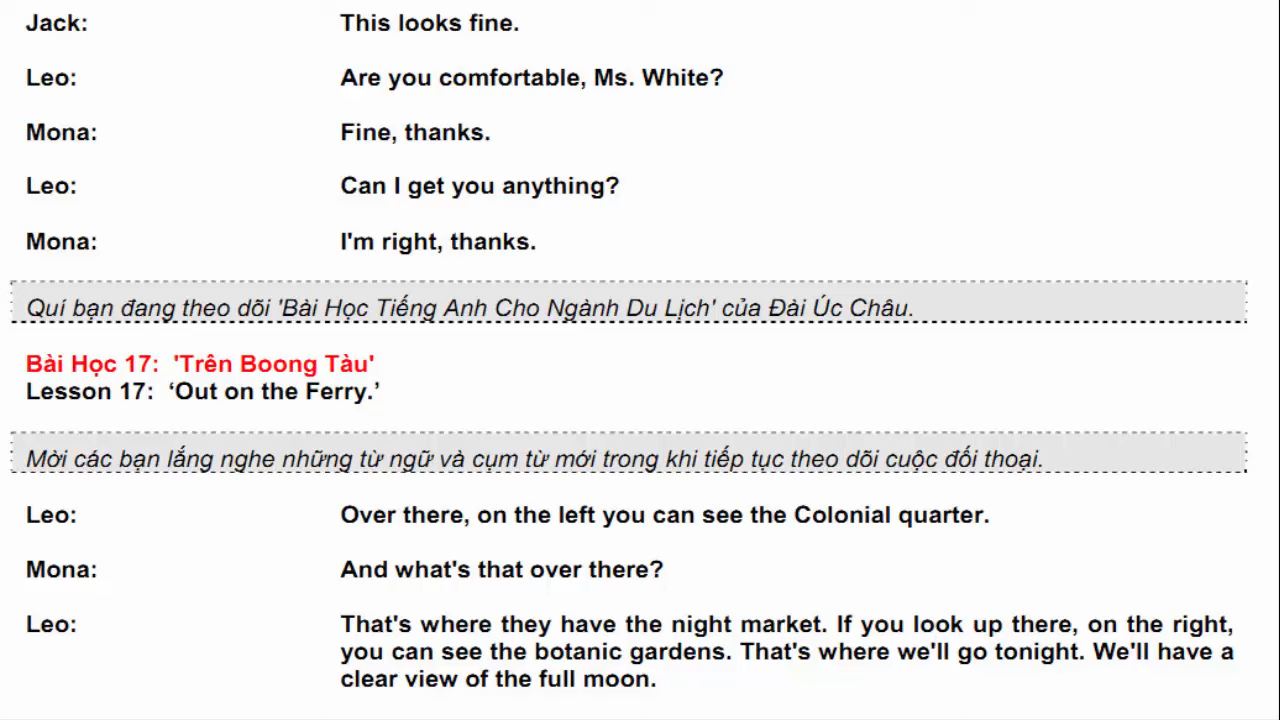 Jack: This looks fine.
Leo: Are you comfortable, Ms. White?
Mona: Fine, thanks.
Leo: Can I get you anything?
Mona: I'm right, thanks.
Quí bạn đang theo dõi 'Bài Học Tiếng Anh Cho Ngành Du Lịch' của Đài Úc Châu.
Bài Học 17: 'Trên Boong Tàu'
Lesson 17: ‘Out on the Ferry.’
Mời các bạn lắng nghe những từ ngữ và cụm từ mới trong khi tiếp tục theo dõi cuộc đối thoại.
Leo: Over there, on the left you can see the Colonial quarter.
Mona: And what's that over there?
Leo: That's where they have the night market. If you look up there, on the right,
you can see the botanic gardens. That's where we'll go tonight. We'll have a
clear view of the full moon.